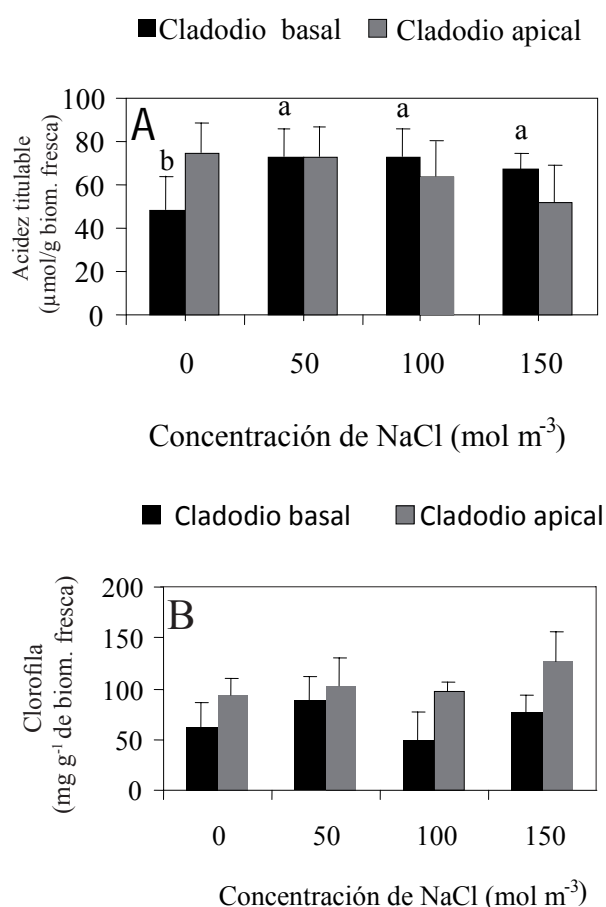 Cladodio basal Cladodio apical
A
Acidez titulable
(µmol/g biom. fresca)
100
80
60
40
20
0
b
a
a
a
0 50 100 150
Concentración de NaCl (mol m-3)
Cladodio basal Cladodio apical
B
Clorofila
(mg g-1 de biom. fresca)
200
150
100
50
0
0 50 100 150
Concentración de NaCl (mol m-3)